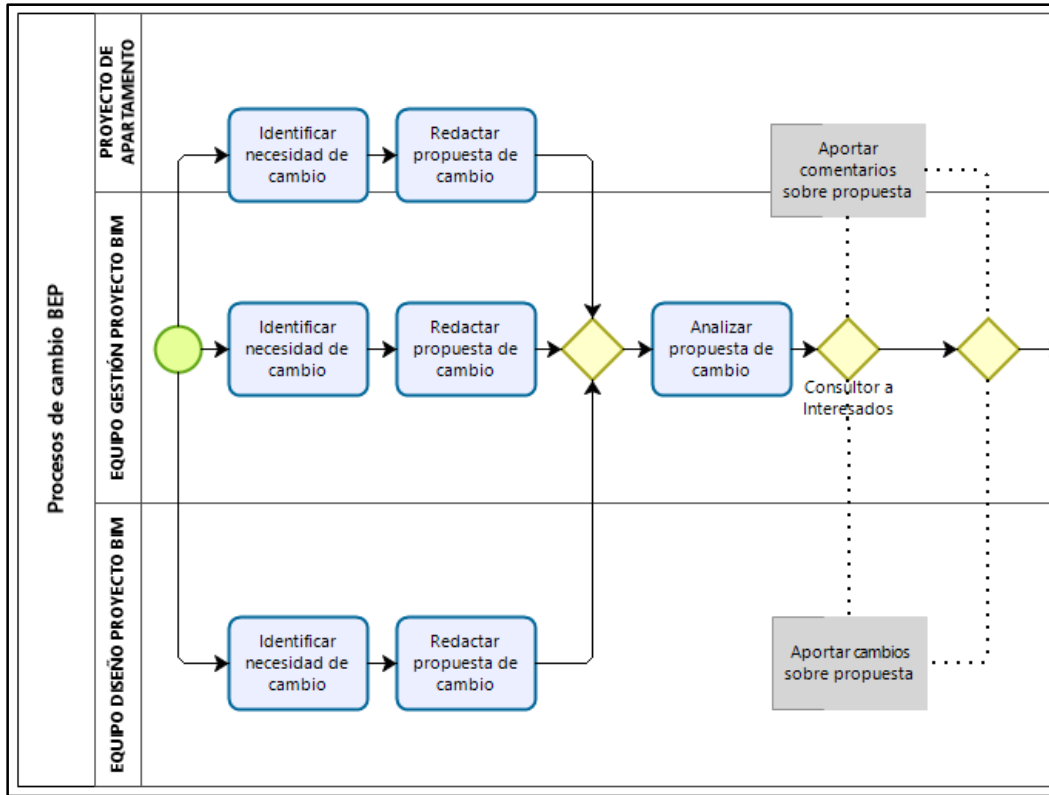 Procesos de cambio BEP
PROYECTO DE
APARTAMENTO
Identificar
necesidad de
cambio
Redactar
propuesta de
cambio
Aportar
comentarios
sobre propuesta
EQUIPO GESTIÓN PROYECTO BIM
Identificar
necesidad de
cambio
Redactar
propuesta de
cambio
Analizar
propuesta de
cambio
Consultor a
Interesados
EQUIPO DISEÑO PROYECTO BIM
Identificar
necesidad de
cambio
Redactar
propuesta de
cambio
Aportar cambios
sobre propuesta